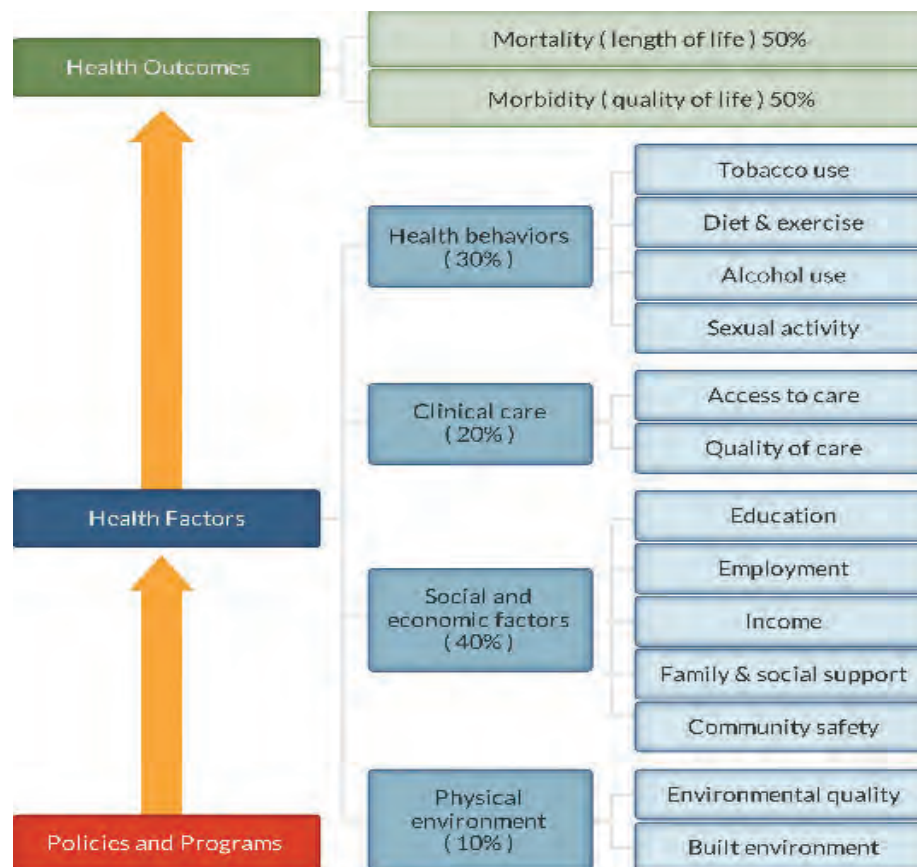 Health Outcomes
Mortality ( length of life ) 50%
Morbidity ( quality of life ) 50%
Health Factors
Health behaviors
( 30% )
Tobacco use
Diet & exercise
Alcohol use
Sexual activity
Clinical care
( 20% )
Access to care
Quality of care
Social and
economic factors
( 40% )
Education
Employment
Income
Family & social support
Community safety
Physical
environment
( 10% )
Environmental quality
Built environment
Policies and Programs